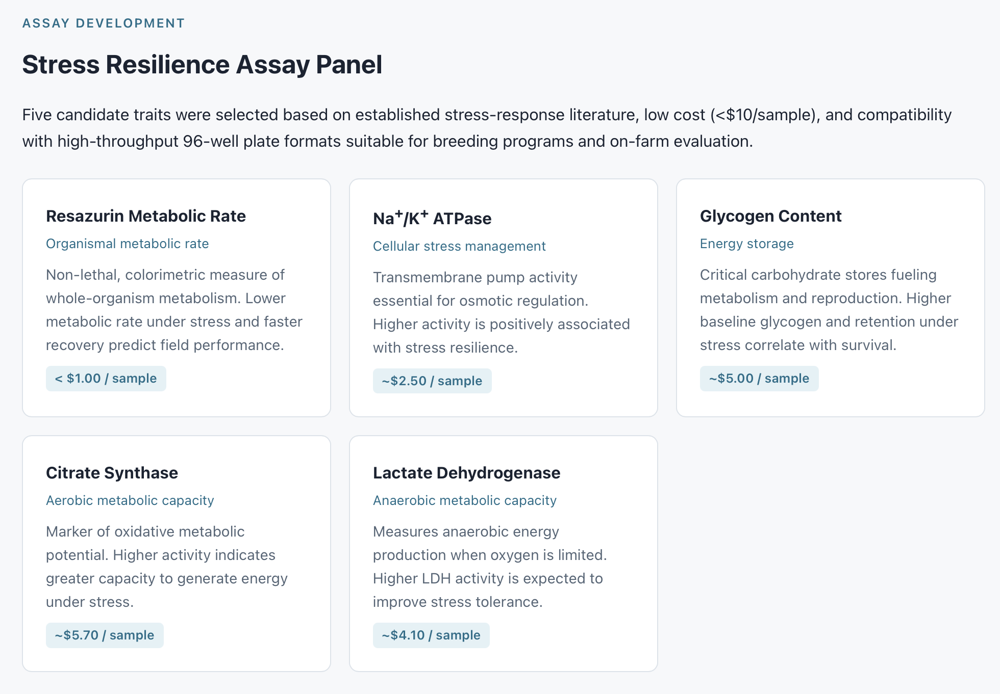 ASSAY DEVELOPMENT
Stress Resilience Assay Panel
Five candidate traits were selected based on established stress-response literature, low cost (<$10/sample), and compatibility
with high-throughput 96-well plate formats suitable for breeding programs and on-farm evaluation.
Resazurin Metabolic Rate
Organismal metabolic rate
Non-lethal, colorimetric measure of
whole-organism metabolism. Lower
metabolic rate under stress and faster
recovery predict field performance.
< $1.00 / sample
Na⁺/K⁺ ATPase
Cellular stress management
Transmembrane pump activity
essential for osmotic regulation.
Higher activity is positively associated
with stress resilience.
~$2.50 / sample
Glycogen Content
Energy storage
Critical carbohydrate stores fueling
metabolism and reproduction. Higher
baseline glycogen and retention under
stress correlate with survival.
~$5.00 / sample
Citrate Synthase
Aerobic metabolic capacity
Marker of oxidative metabolic
potential. Higher activity indicates
greater capacity to generate energy
under stress.
~$5.70 / sample
Lactate Dehydrogenase
Anaerobic metabolic capacity
Measures anaerobic energy
production when oxygen is limited.
Higher LDH activity is expected to
improve stress tolerance.
~$4.10 / sample